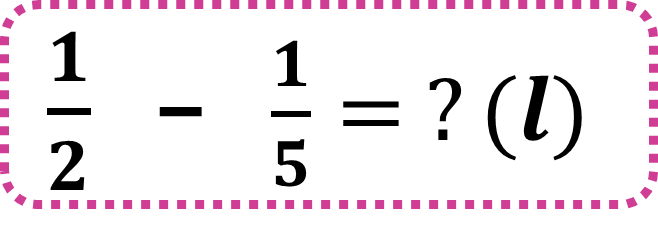 1/2 - 1/5 = ? (l)